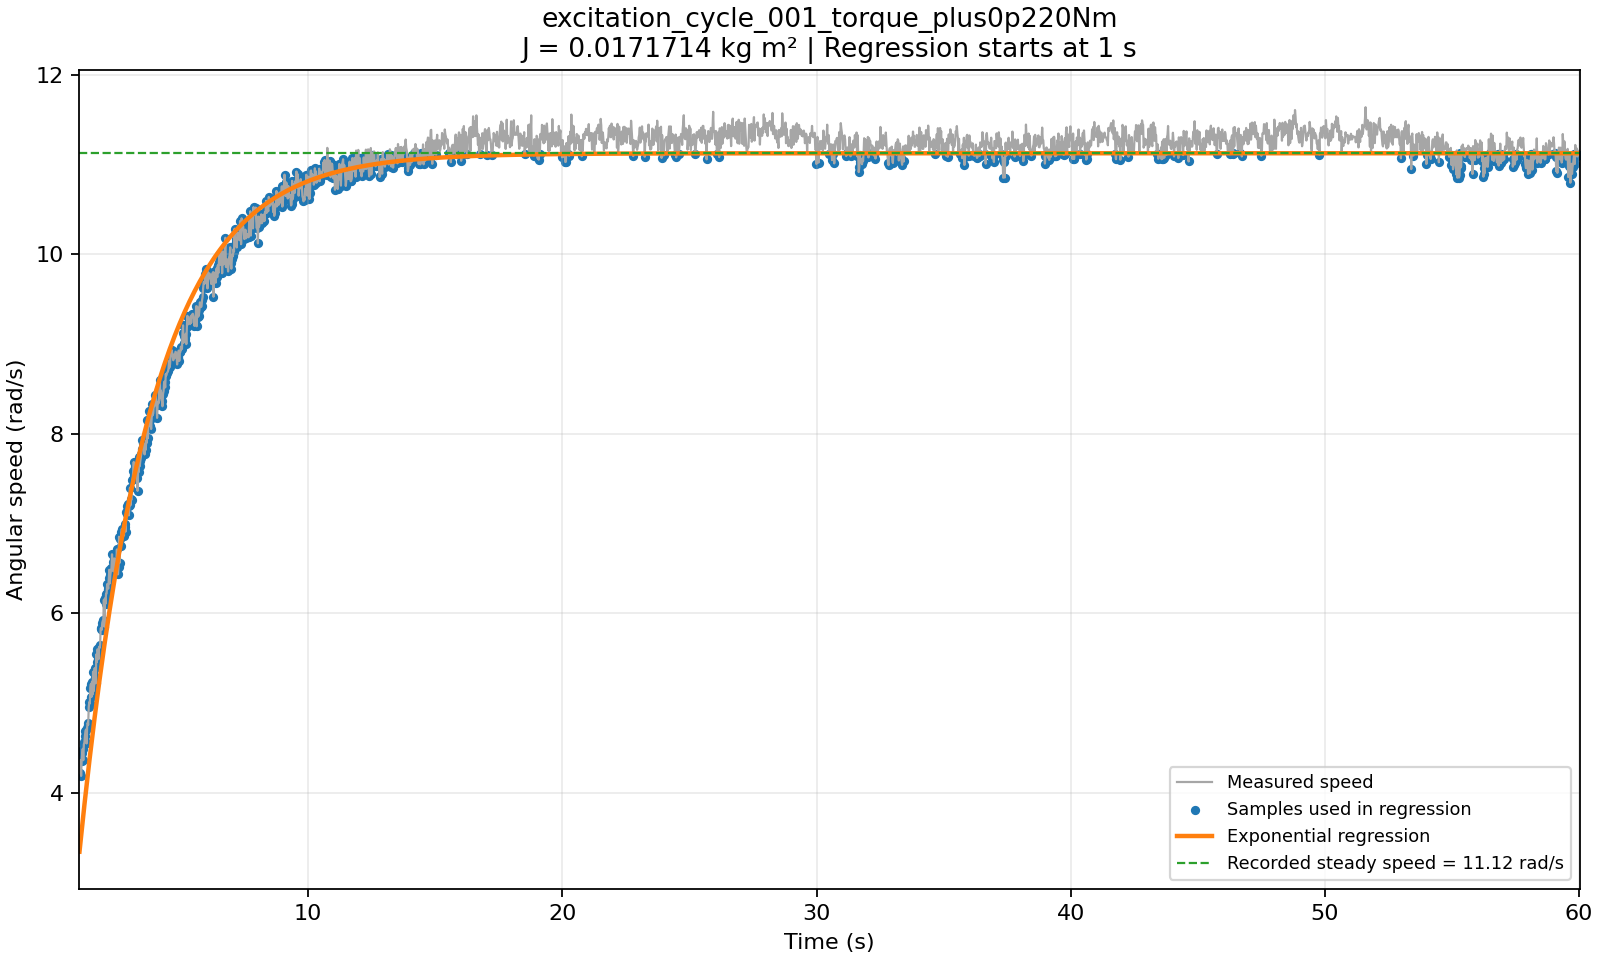 excitation_cycle_001_torque_plus0p220Nm
J = 0.0171714 kg m² | Regression starts at 1 s
12
10
8
6
4
Angular speed (rad/s)
Measured speed
Samples used in regression
Exponential regression
Recorded steady speed = 11.12 rad/s
10
20
30
40
50
60
Time (s)